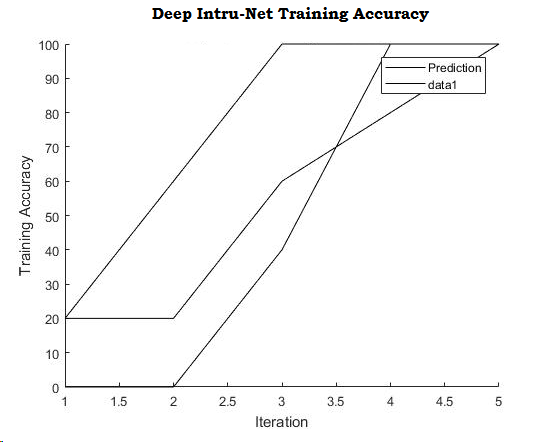 Deep Intru-Net Training Accuracy
100
90
80
70
60
50
40
30
20
10
0
Training Accuracy
Prediction
data1
1 1.5 2 2.5 3 3.5 4 4.5 5
Iteration